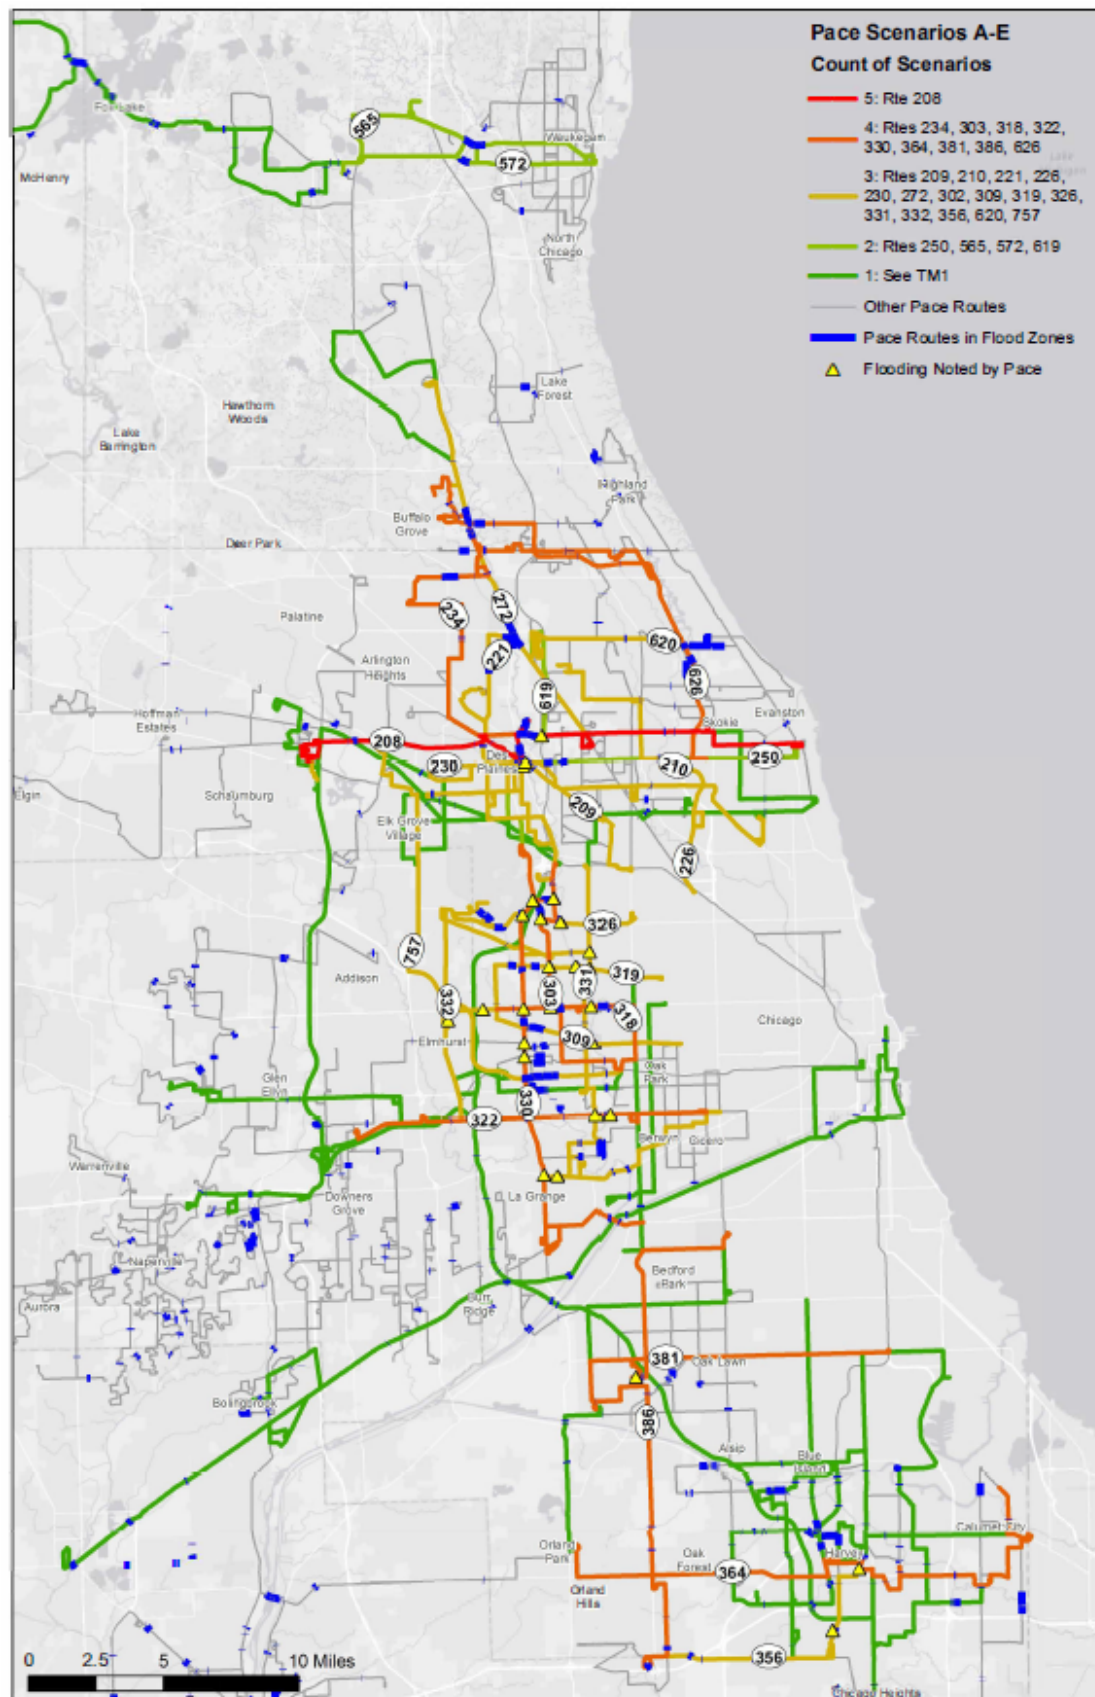 Pace Scenarios A-E
Count of Scenarios
5: Rte 208
4: Rtes 234, 303, 318, 322,
330, 364, 381, 386, 626
3: Rtes 209, 210, 221, 226,
230, 272, 302, 309, 319, 326,
331, 332, 356, 620, 757
2: Rtes 250, 565, 572, 619
1: See TM1
Other Pace Routes
Pace Routes in Flood Zones
Flooding Noted by Pace
Fox Lake
565
Waukegan
572
McHenry
Lake
North
Chicago
Lake
Forest
Hawthorn
Woods
Lake
Barrington
Highland
Park
Buffalo
Grove
Deer Park
272
234
Palatine
620
221
Arlington
Heights
626
619
Evanston
Skokie
Hoffman
Estates
208
250
Des
Plaines
230
210
Elgin
Schaumburg
209
Elk Grove
Village
226
326
757
319
Addison
331
303
332
318
Chicago
309
Elmhurst
Oak
Park
Glen
Ellyn
330
322
Berwyn
Cicero
Warrenville
Downers
Grove
La Grange
Naperville
Bedford
Park
Aurora
Burr
Ridge
381
Oak Lawn
Bolingbrook
386
Alsip
Blue
Island
Calumet City
Orland
Park
Oak
Forest
Harvey
364
Orland
Hills
356
0 2.5 5 10 Miles
Chicago Heights